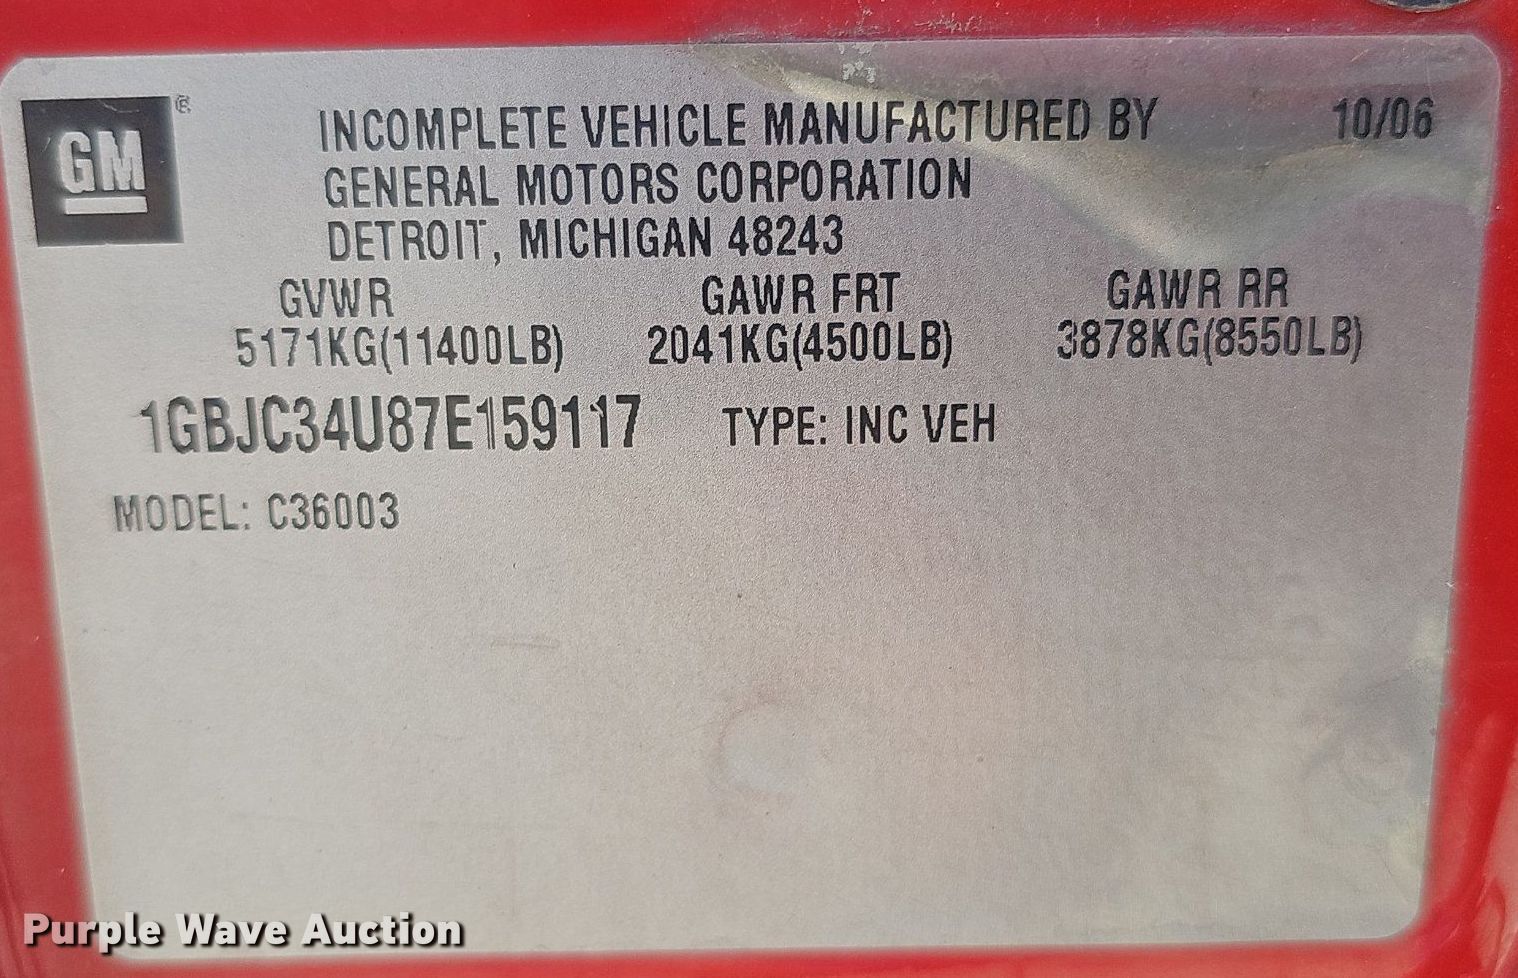 GM ®
INCOMPLETE VEHICLE MANUFACTURED BY 10/06
GENERAL MOTORS CORPORATION
DETROIT, MICHIGAN 48243
GVWR GAWR FRT GAWR RR
5171KG(11400LB) 2041KG(4500LB) 3878KG(8550LB)
1GBJC34U87E159117 TYPE: INC VEH
MODEL: C36003
Purple Wave Auction